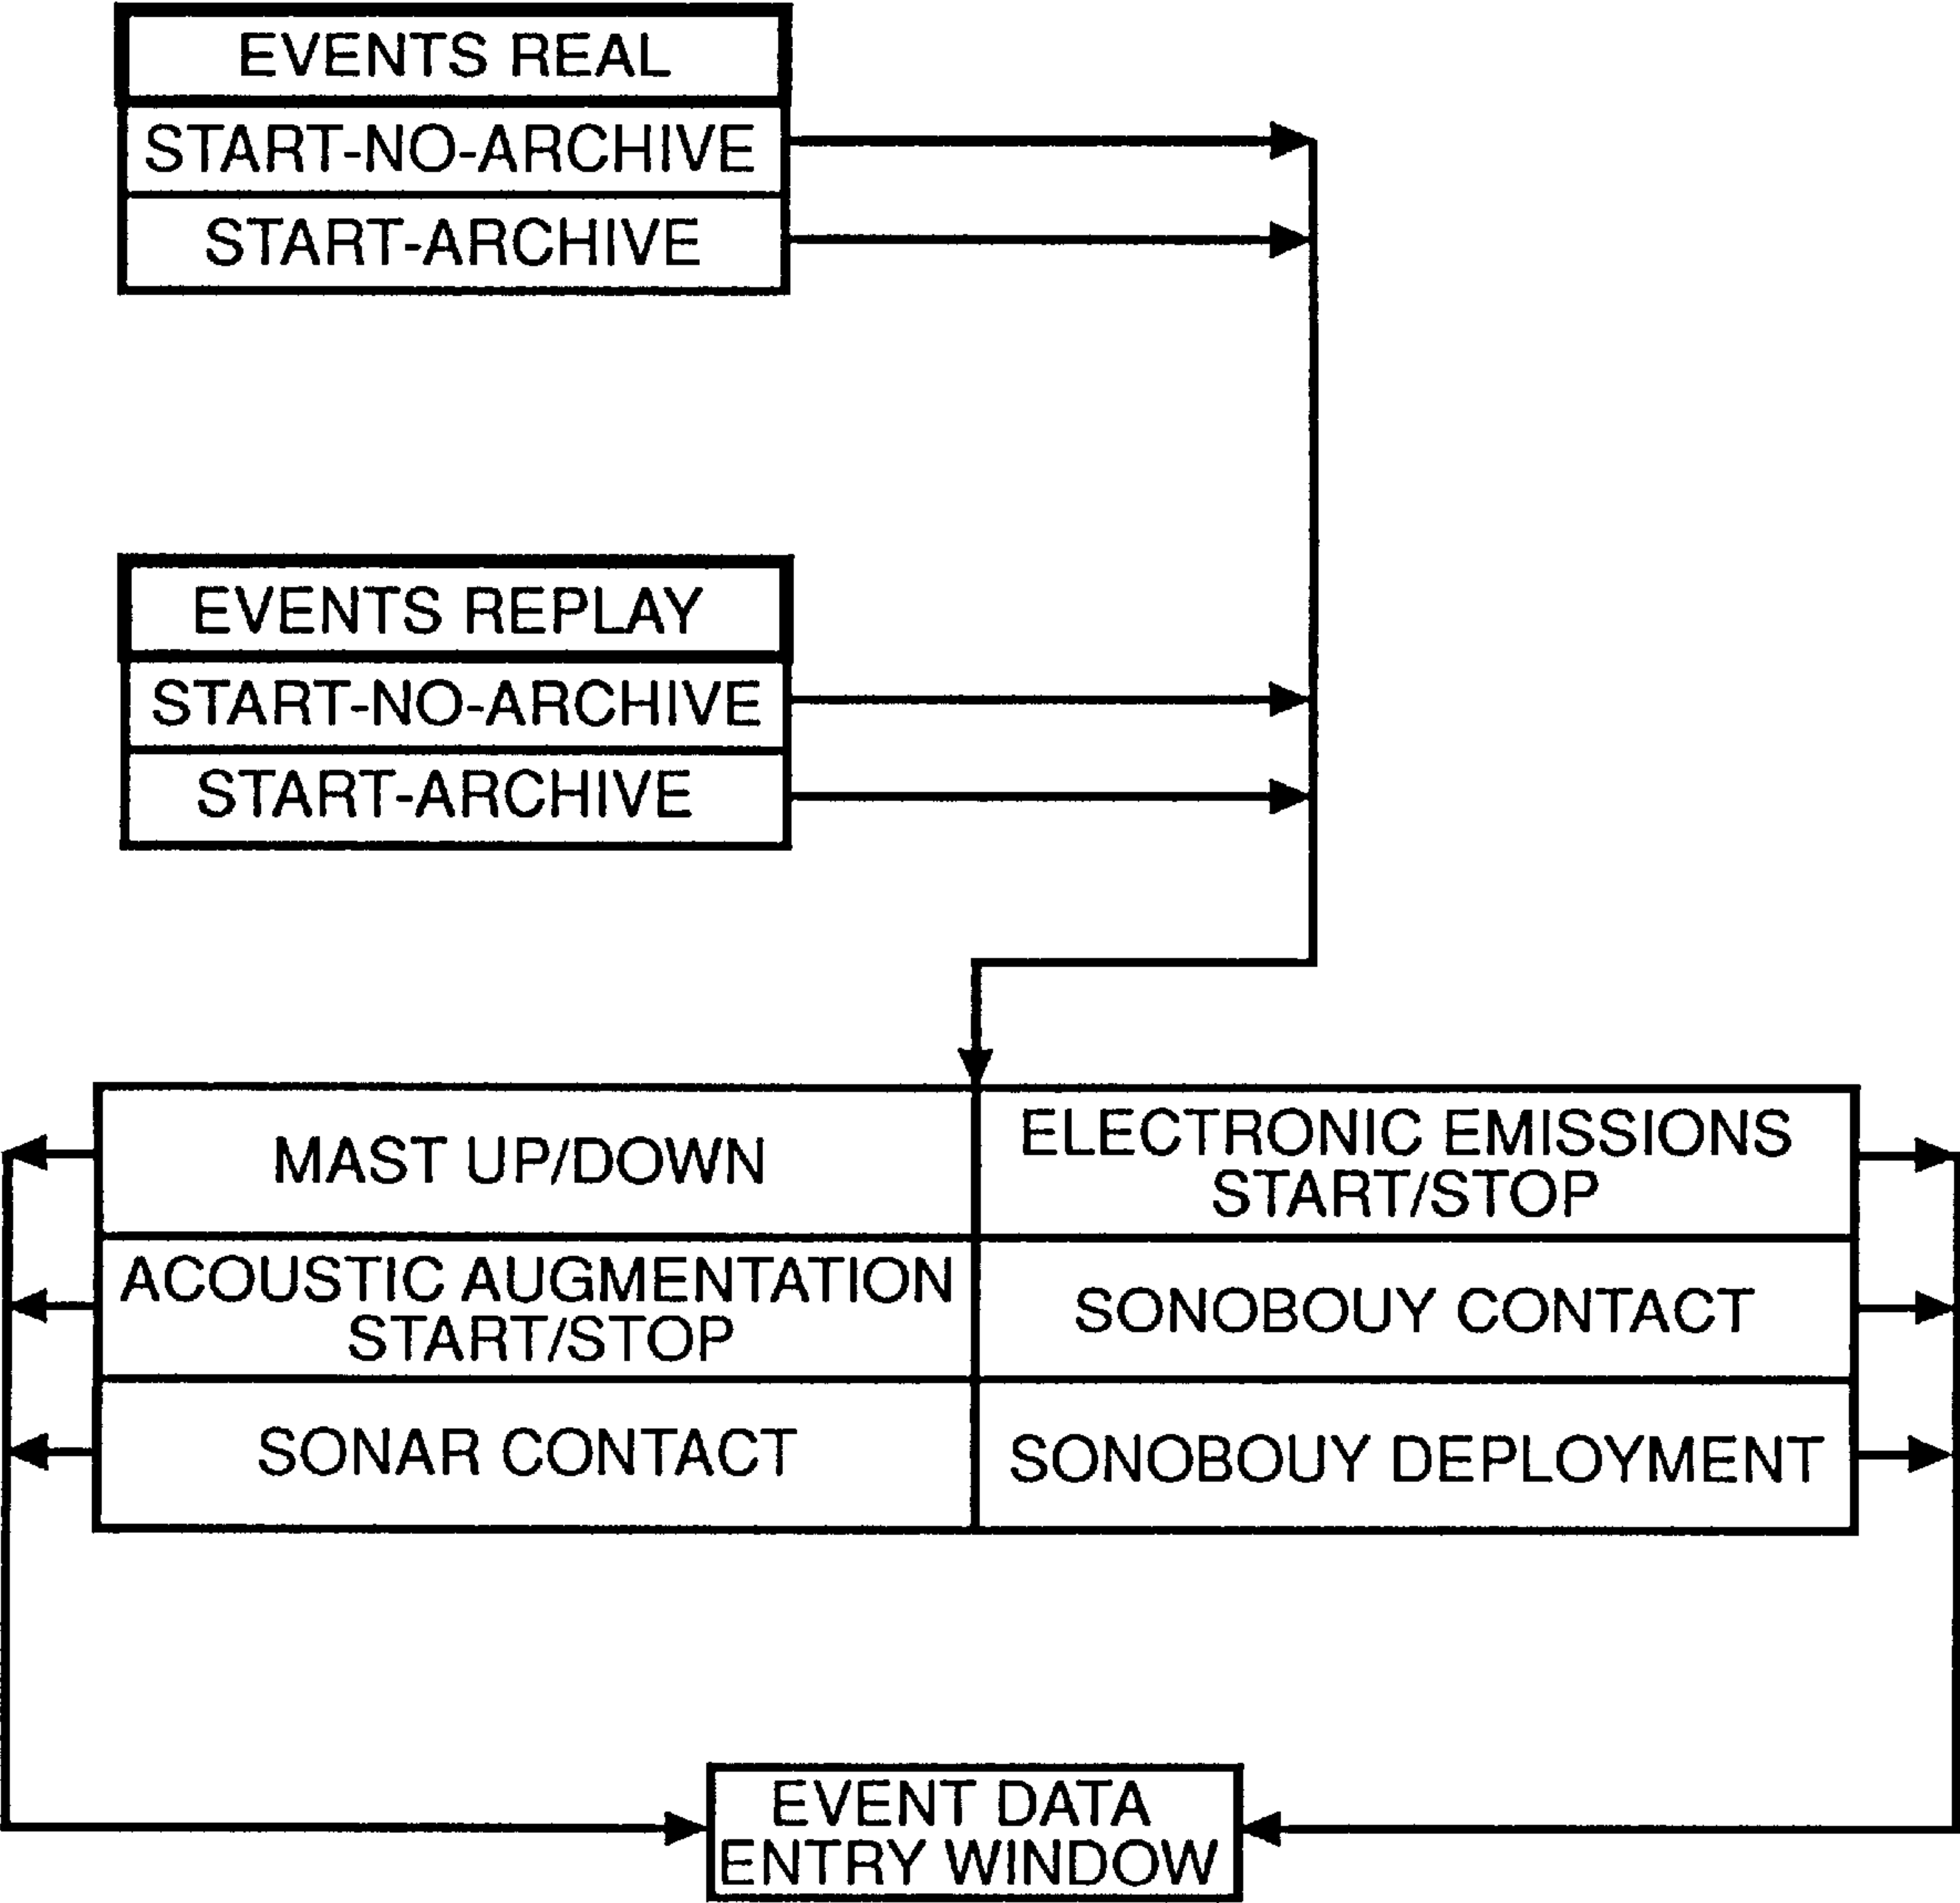 EVENTS REAL
START-NO-ARCHIVE
START-ARCHIVE
EVENTS REPLAY
START-NO-ARCHIVE
START-ARCHIVE
MAST UP/DOWN
ELECTRONIC EMISSIONS
START/STOP
ACOUSTIC AUGMENTATION
START/STOP
SONOBOUY CONTACT
SONAR CONTACT
SONOBOUY DEPLOYMENT
EVENT DATA
ENTRY WINDOW